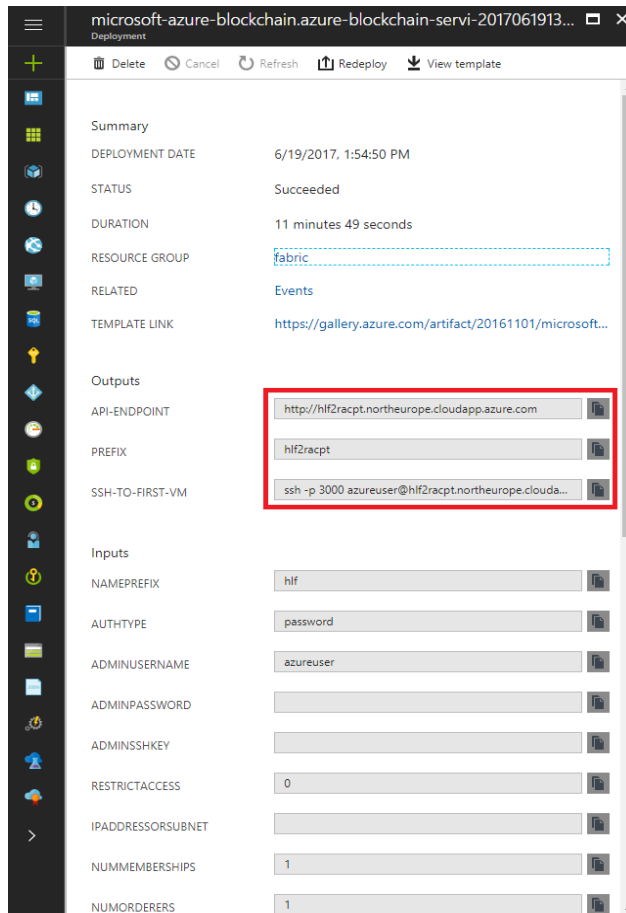 microsoft-azure-blockchain.azure-blockchain-servi-2017061913...
Deployment
Delete Cancel Refresh Redeploy View template
Summary
DEPLOYMENT DATE 6/19/2017, 1:54:50 PM
STATUS Succeeded
DURATION 11 minutes 49 seconds
RESOURCE GROUP fabric
RELATED Events
TEMPLATE LINK https://gallery.azure.com/artifact/20161101/microsoft...
Outputs
API-ENDPOINT http://hlf2racpt.northeurope.cloudapp.azure.com
PREFIX hlf2racpt
SSH-TO-FIRST-VM ssh -p 3000 azureuser@hlf2racpt.northeurope.clouda...
Inputs
NAMEPREFIX hlf
AUTHTYPE password
ADMINUSERNAME azureuser
ADMINPASSWORD
ADMINSSHKEY
RESTRICTACCESS 0
IPADDRESSORSUBNET
NUMMEMBERSHIPS 1
NUMORDERERS 1